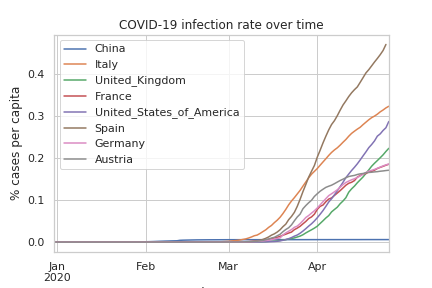 COVID-19 infection rate over time
% cases per capita
0.4
0.3
0.2
0.1
0.0
China
Italy
United_Kingdom
France
United_States_of_America
Spain
Germany
Austria
Jan
2020
Feb
Mar
Apr